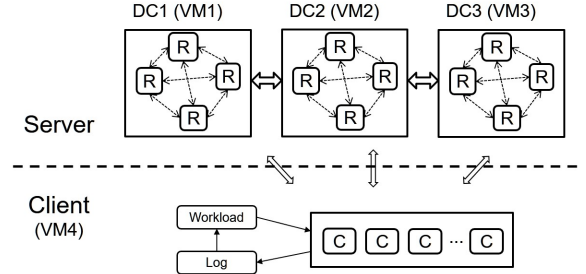 DC1 (VM1) DC2 (VM2) DC3 (VM3)
R R R
R R R R R R
R R R
Server
Client
(VM4)
Workload
C C C ... C
Log